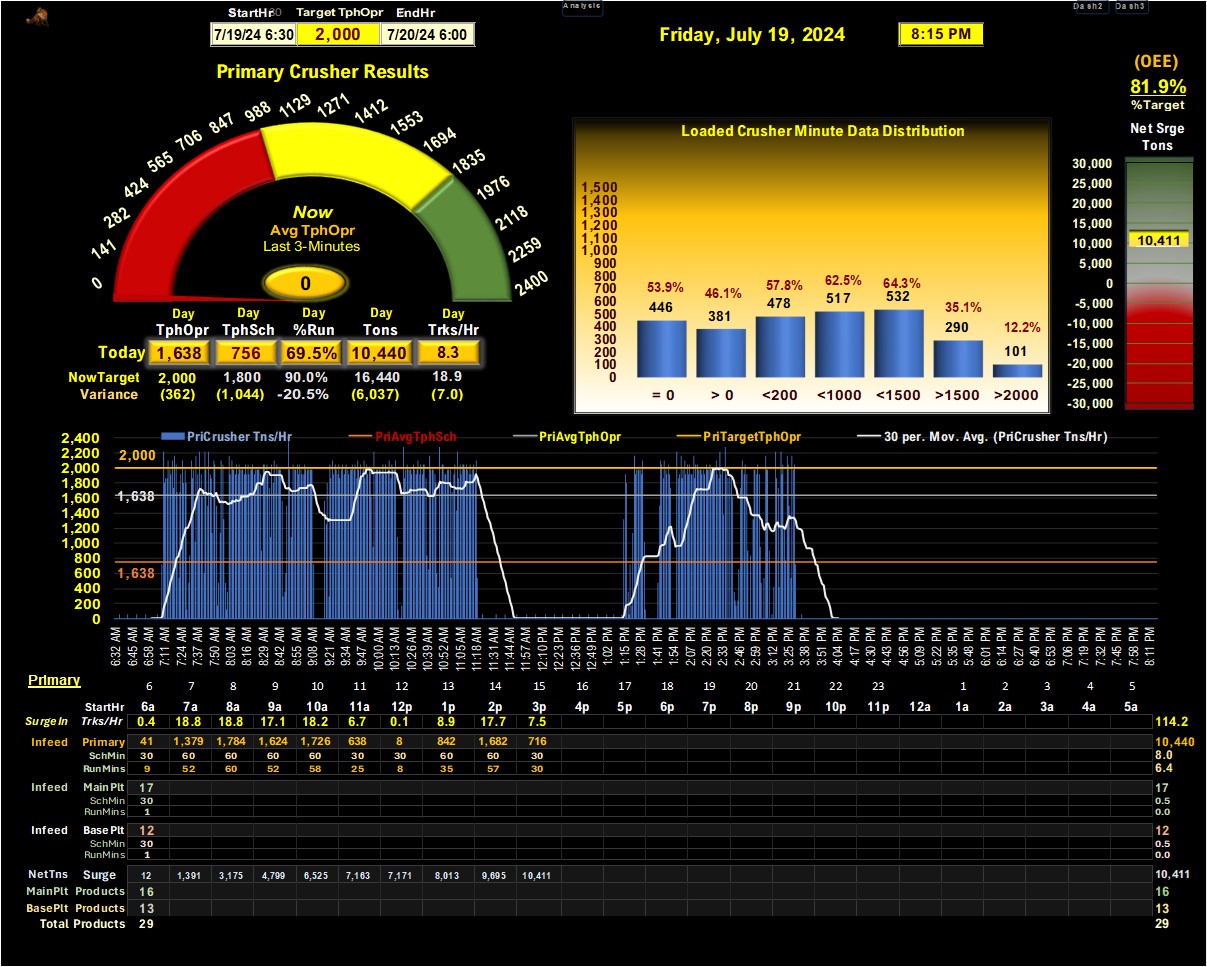 Analysis
Dash2 Dash3
StartHr30 Target TphOpr EndHr
7/19/24 6:30 2,000 7/20/24 6:00
Friday, July 19, 2024
8:15 PM
(OEE)
81.9%
%Target
Net Srge
Tons
30,000
25,000
20,000
15,000
10,000
5,000
0
-5,000
-10,000
-15,000
-20,000
-25,000
-30,000
10,411
Primary Crusher Results
0
141
282
424
565
706
847
988
1129
1271
1412
1553
1694
1835
1976
2118
2259
2400
Now
Avg TphOpr
Last 3-Minutes
0
Day Day Day Day Day
TphOpr TphSch %Run Tons Trks/Hr
Today 1,638 756 69.5% 10,440 8.3
NowTarget 2,000 1,800 90.0% 16,440 18.9
Variance (362) (1,044) -20.5% (6,037) (7.0)
Loaded Crusher Minute Data Distribution
1,500
1,400
1,300
1,200
1,100
1,000
900
800
700
600
500
400
300
200
100
0
53.9% 46.1% 57.8% 62.5% 64.3% 35.1% 12.2%
446 381 478 517 532 290 101
= 0 > 0 <200 <1000 <1500 >1500 >2000
PriCrusher Tns/Hr PriAvgTphSch PriAvgTphOpr PriTargetTphOpr 30 per. Mov. Avg. (PriCrusher Tns/Hr)
2,400
2,200
2,000
1,800
1,600
1,400
1,200
1,000
800
600
400
200
0
2,000
1,638
1,638
6:32 AM
6:45 AM
6:58 AM
7:11 AM
7:24 AM
7:37 AM
7:50 AM
8:03 AM
8:16 AM
8:29 AM
8:42 AM
8:55 AM
9:08 AM
9:21 AM
9:34 AM
9:47 AM
10:00 AM
10:13 AM
10:26 AM
10:39 AM
10:52 AM
11:05 AM
11:18 AM
11:31 AM
11:44 AM
11:57 AM
12:10 PM
12:23 PM
12:36 PM
12:49 PM
1:02 PM
1:15 PM
1:28 PM
1:41 PM
1:54 PM
2:07 PM
2:20 PM
2:33 PM
2:46 PM
2:59 PM
3:12 PM
3:25 PM
3:38 PM
3:51 PM
4:04 PM
4:17 PM
4:30 PM
4:43 PM
4:56 PM
5:09 PM
5:22 PM
5:35 PM
5:48 PM
6:01 PM
6:14 PM
6:27 PM
6:40 PM
6:53 PM
7:06 PM
7:19 PM
7:32 PM
7:45 PM
7:58 PM
8:11 PM
Primary
6 7 8 9 10 11 12 13 14 15 16 17 18 19 20 21 22 23 1 2 3 4 5
StartHr 6a 7a 8a 9a 10a 11a 12p 1p 2p 3p 4p 5p 6p 7p 8p 9p 10p 11p 12a 1a 2a 3a 4a 5a
SurgeIn Trks/Hr 0.4 18.8 18.8 17.1 18.2 6.7 0.1 8.9 17.7 7.5 114.2
Infeed Primary 41 1,379 1,784 1,624 1,726 638 8 842 1,682 716 10,440
SchMin 30 60 60 60 60 30 30 60 60 30 8.0
RunMins 9 52 60 52 58 25 8 35 57 30 6.4
Infeed MainPlt 17 17
SchMin 30 0.5
RunMins 1 0.0
Infeed BasePlt 12 12
SchMin 30 0.5
RunMins 1 0.0
NetTns Surge 12 1,391 3,175 4,799 6,525 7,163 7,171 8,013 9,695 10,411 10,411
MainPlt Products 16 16
BasePlt Products 13 13
Total Products 29 29